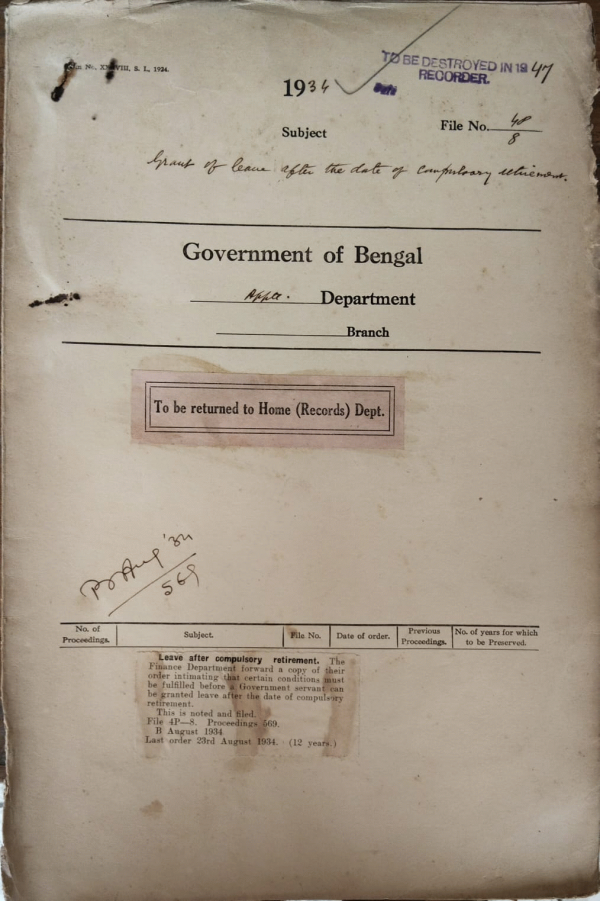 VIII, S. I., 1934.
TO BE DESTROYED IN 1947
RECORDER.
1934
File No. 4P/8
Subject
Grant of leave after the date of compulsory retirement.
Government of Bengal
Apptt. Department
Branch
To be returned to Home (Records) Dept.
B Aug '34
569
No. of Proceedings. Subject. File No. Date of order. Previous Proceedings. No. of years for which to be Preserved.
Leave after compulsory retirement. The
Finance Department forward a copy of their
order intimating that certain conditions must
be fulfilled before a Government servant can
be granted leave after the date of compulsory
retirement.
This is noted and filed.
File 4P—8. Proceedings 569.
B August 1934
Last order 23rd August 1934. (12 years.)